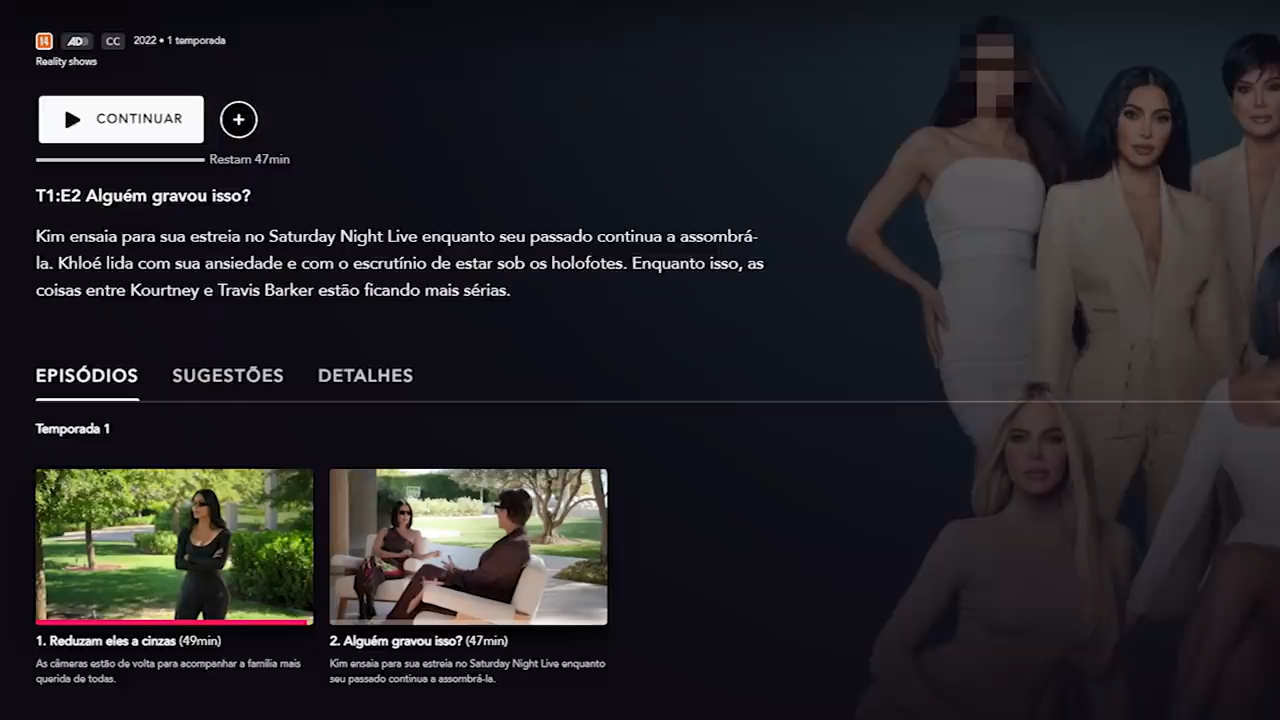 14 AD CC 2022 • 1 temporada
Reality shows
CONTINUAR
Restam 47min
T1:E2 Alguém gravou isso?
Kim ensaia para sua estreia no Saturday Night Live enquanto seu passado continua a assombrá-
la. Khloé lida com sua ansiedade e com o escrutínio de estar sob os holofotes. Enquanto isso, as
coisas entre Kourtney e Travis Barker estão ficando mais sérias.
EPISÓDIOS SUGESTÕES DETALHES
Temporada 1
1. Reduzam eles a cinzas (49min)
As câmeras estão de volta para acompanhar a família mais
querida de todas.
2. Alguém gravou isso? (47min)
Kim ensaia para sua estreia no Saturday Night Live enquanto
seu passado continua a assombrá-la.